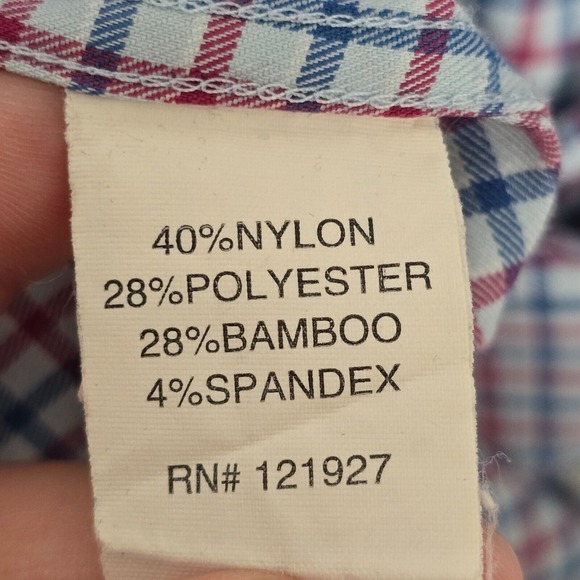 40%NYLON
28%POLYESTER
28%BAMBOO
4%SPANDEX
RN# 121927